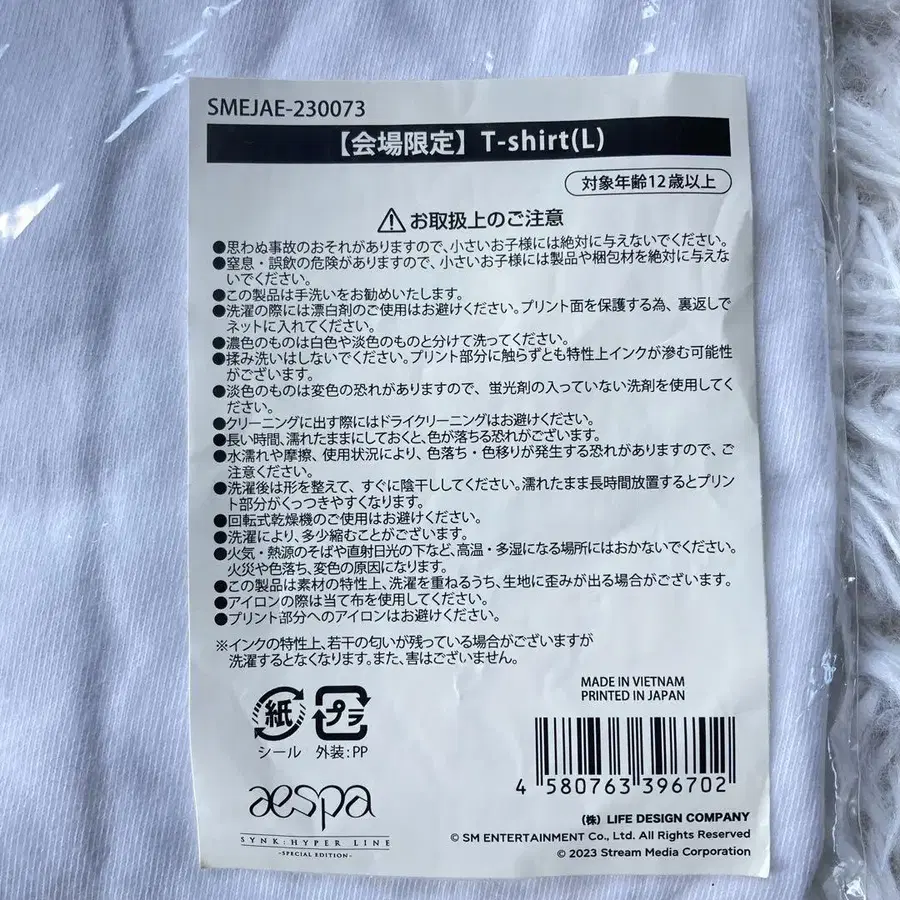 SMEJAE-230073
【会場限定】T-shirt(L)
対象年齢12歳以上
お取扱上のご注意
●思わぬ事故のおそれがありますので、小さいお子様には絶対に与えないでください。
●窒息・誤飲の危険がありますので、小さいお子様には製品や梱包材を絶対に与えな
いでください。
●この製品は手洗いをお勧めいたします。
●洗濯の際には漂白剤のご使用はお避けください。プリント面を保護する為、裏返しで
ネットに入れてください。
●濃色のものは白色や淡色のものと分けて洗ってください。
●揉み洗いはしないでください。プリント部分に触らずとも特性上インクが滲む可能性
がございます。
●淡色のものは変色の恐れがありますので、蛍光剤の入っていない洗剤を使用してく
ださい。
●クリーニングに出す際にはドライクリーニングはお避けください。
●長い時間、濡れたままにしておくと、色が落ちる恐れがございます。
●水濡れや摩擦、使用状況により、色落ち・色移りが発生する恐れがありますので、ご
注意ください。
●洗濯後は形を整えて、すぐに陰干ししてください。濡れたまま長時間放置するとプリン
ト部分がくっつきやすくなります。
●回転式乾燥機のご使用はお避けください。
●洗濯により、多少縮むことがございます。
●火気・熱源のそばや直射日光の下など、高温・多湿になる場所にはおかないでください。
火災や色落ち、変色の原因になります。
●この製品は素材の特性上、洗濯を重ねるうち、生地に歪みが出る場合がございます。
●アイロンの際は当て布を使用してください。
●プリント部分へのアイロンはお避けください。
※インクの特性上、若干の匂いが残っている場合がございますが
洗濯するとなくなります。また、害はございません。
MADE IN VIETNAM
PRINTED IN JAPAN
紙 プラ
シール 外装:PP
4 580763 396702
aespa
SYNK : HYPER LINE
-SPECIAL EDITION-
(株) LIFE DESIGN COMPANY
© SM ENTERTAINMENT Co., Ltd. All Rights Reserved
© 2023 Stream Media Corporation